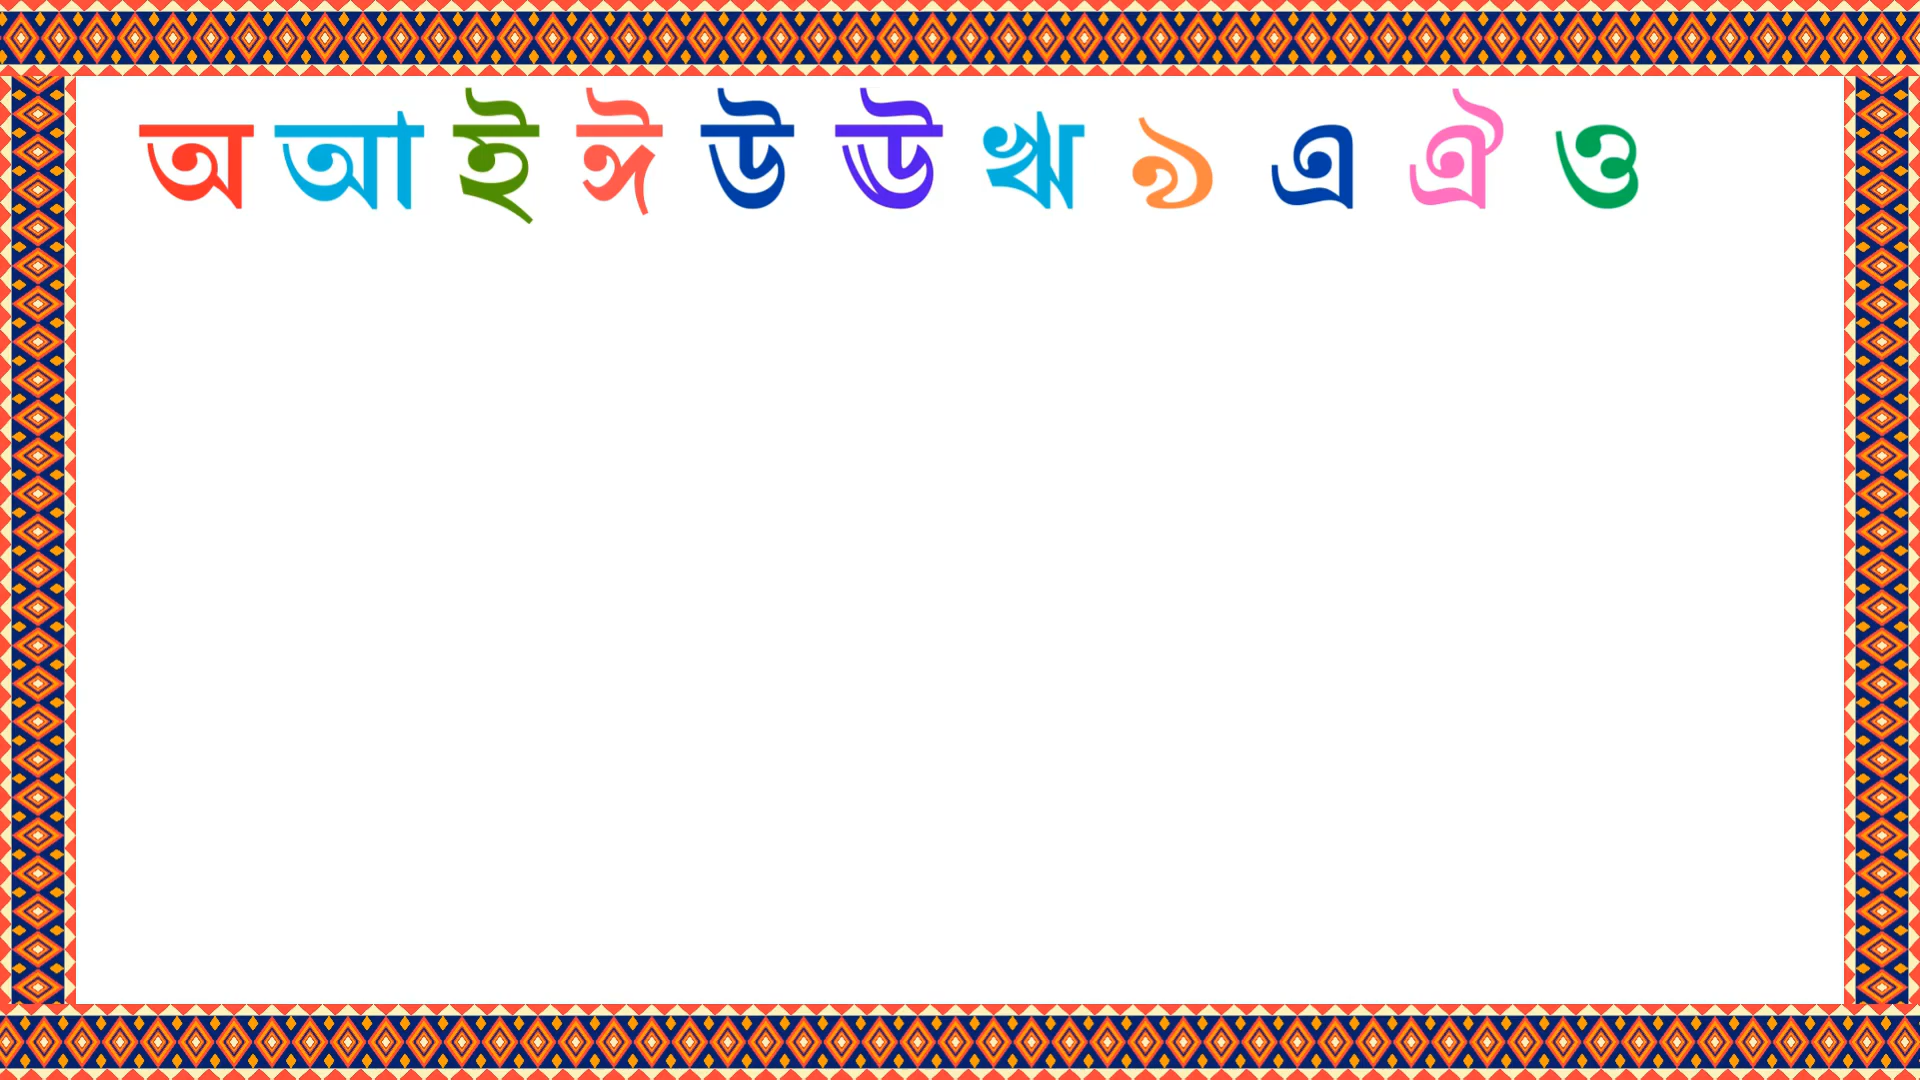 অ আ ই ঈ উ ঊ ঋ ঌ এ ঐ ও